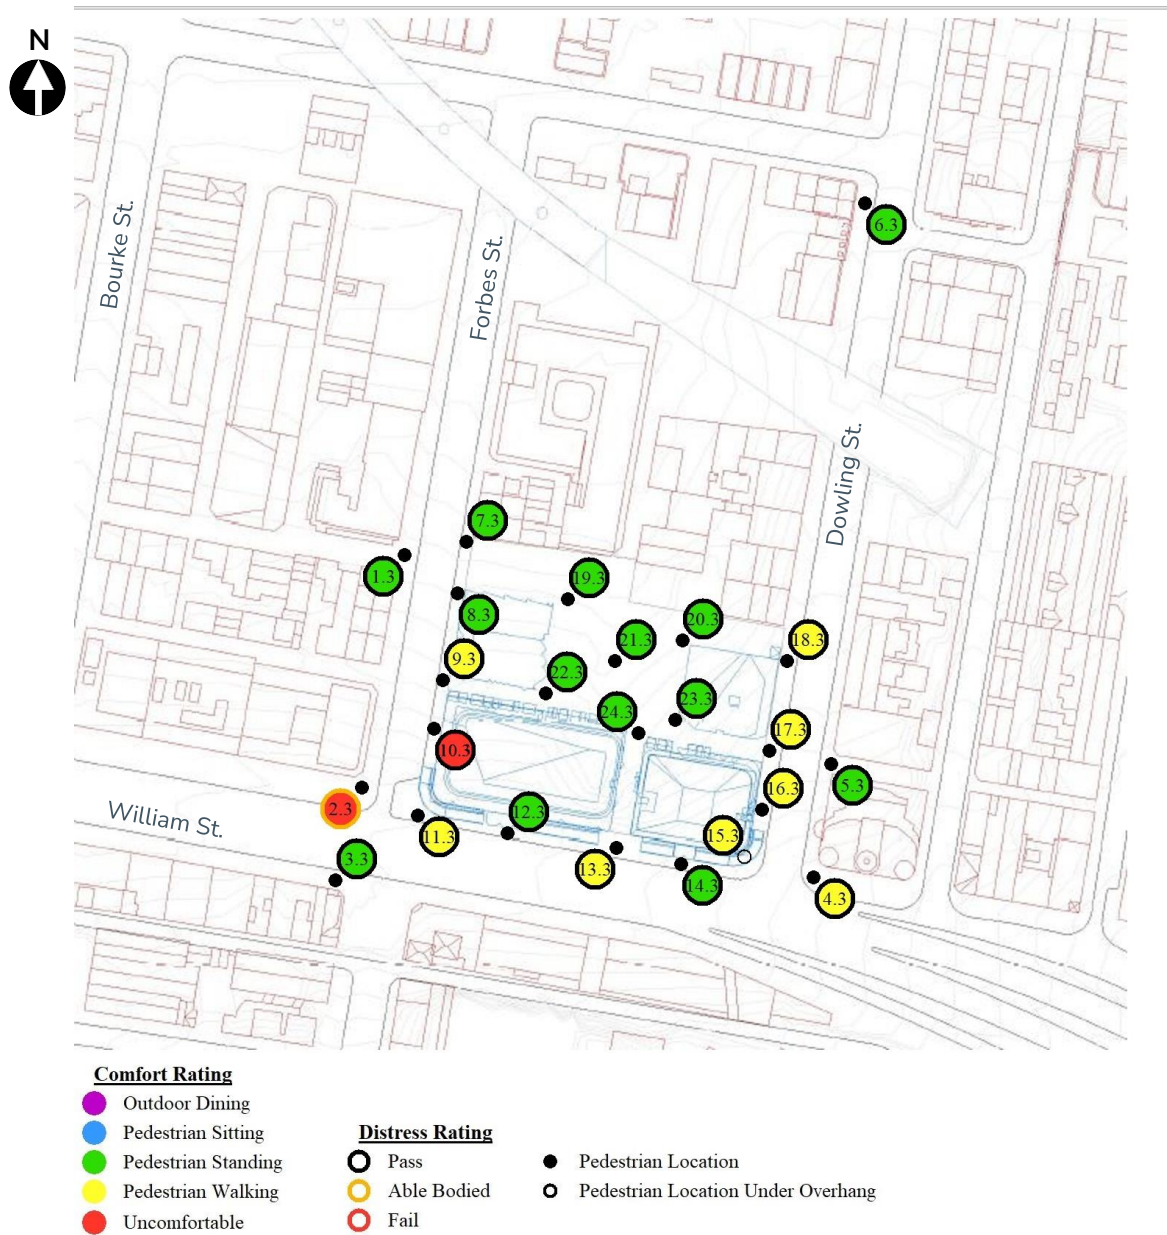 N
Bourke St.
Forbes St.
6.3
Dowling St.
7.3
1.3
19.3
8.3
20.3
21.3
18.3
9.3
22.3
23.3
24.3
17.3
10.3
5.3
16.3
2.3
12.3
William St.
15.3
11.3
3.3
13.3
14.3
4.3
Comfort Rating
Outdoor Dining
Pedestrian Sitting
Pedestrian Standing
Pedestrian Walking
Uncomfortable
Distress Rating
Pass
Able Bodied
Fail
Pedestrian Location
Pedestrian Location Under Overhang